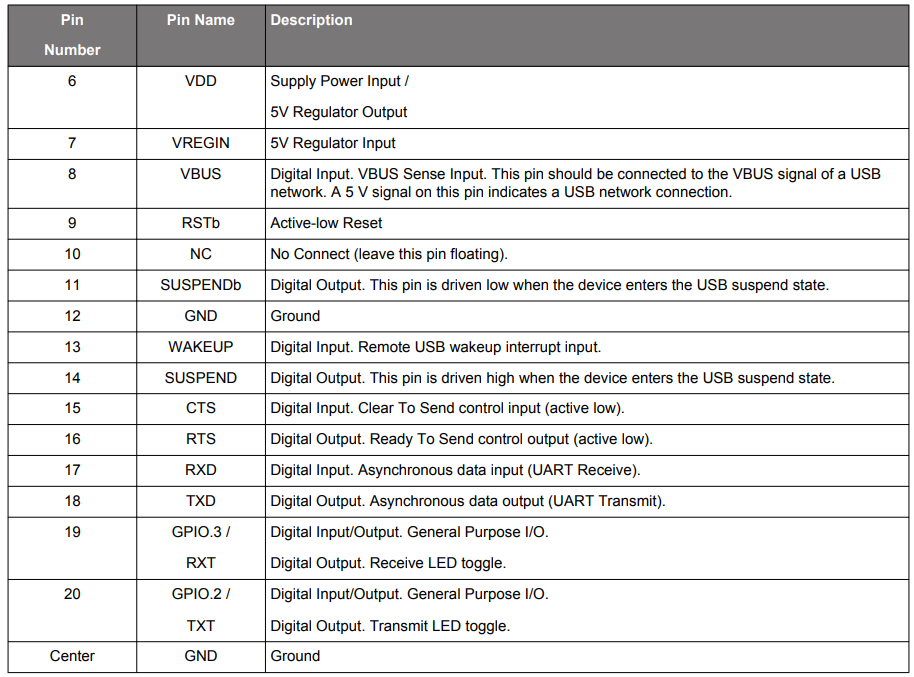 Pin Number Pin Name Description
6 VDD Supply Power Input /
5V Regulator Output
7 VREGIN 5V Regulator Input
8 VBUS Digital Input. VBUS Sense Input. This pin should be connected to the VBUS signal of a USB
network. A 5 V signal on this pin indicates a USB network connection.
9 RSTb Active-low Reset
10 NC No Connect (leave this pin floating).
11 SUSPENDb Digital Output. This pin is driven low when the device enters the USB suspend state.
12 GND Ground
13 WAKEUP Digital Input. Remote USB wakeup interrupt input.
14 SUSPEND Digital Output. This pin is driven high when the device enters the USB suspend state.
15 CTS Digital Input. Clear To Send control input (active low).
16 RTS Digital Output. Ready To Send control output (active low).
17 RXD Digital Input. Asynchronous data input (UART Receive).
18 TXD Digital Output. Asynchronous data output (UART Transmit).
19 GPIO.3 / Digital Input/Output. General Purpose I/O.
RXT Digital Output. Receive LED toggle.
20 GPIO.2 / Digital Input/Output. General Purpose I/O.
TXT Digital Output. Transmit LED toggle.
Center GND Ground